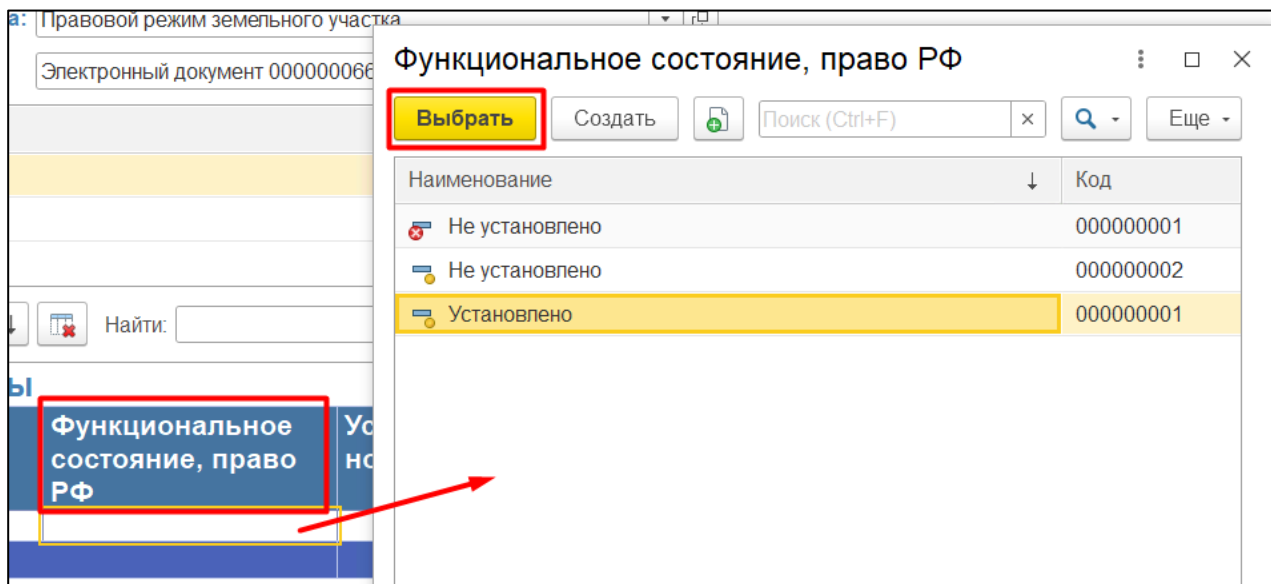 а: Правовой режим земельного участка
Электронный документ 000000066
Функциональное состояние, право РФ
Выбрать Создать Поиск (Ctrl+F) Еще
Наименование Код
Не установлено 000000001
Не установлено 000000002
Установлено 000000001
Найти:
ы
Функциональное
состояние, право
РФ
Ус
но